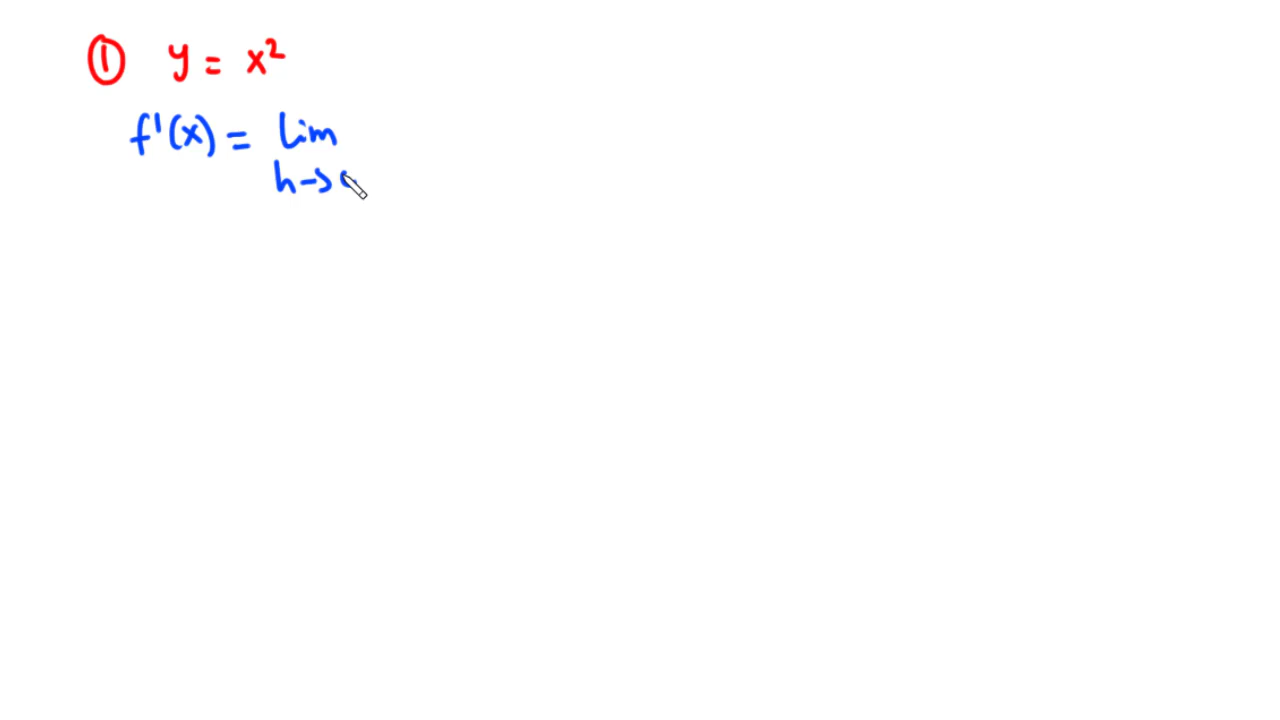 ① y = x²
f'(x) = lim
h→